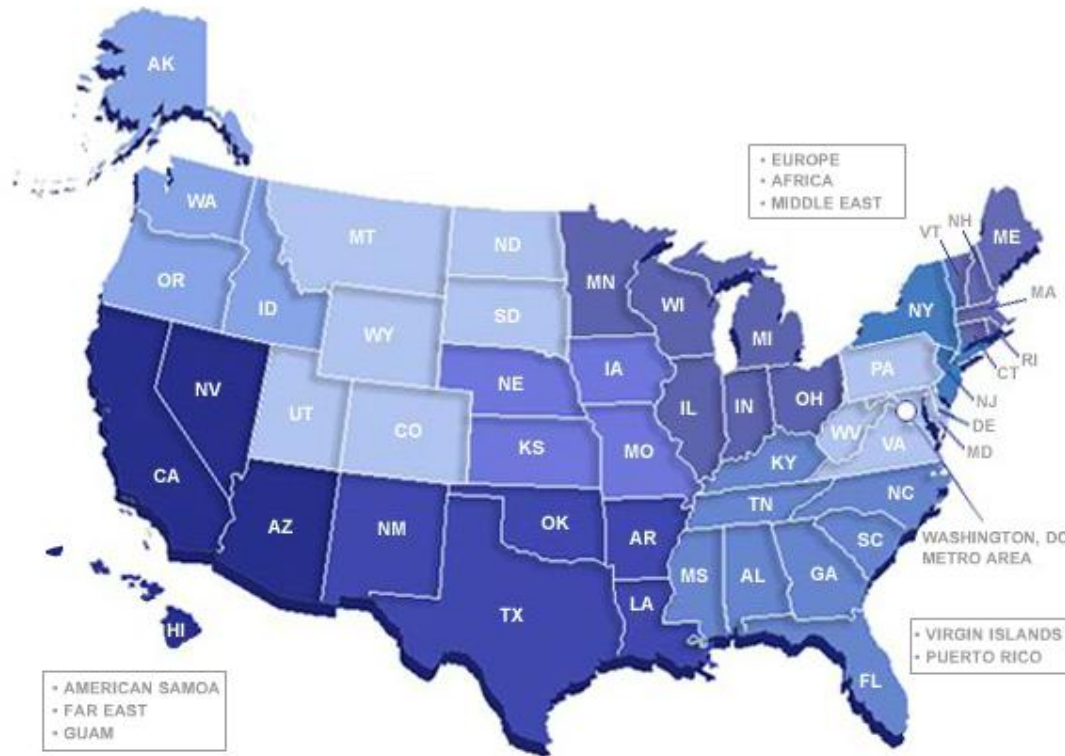 AK
• EUROPE
• AFRICA
• MIDDLE EAST
WA
VT
NH
ME
MT
ND
OR
MN
ID
WI
NY
MA
SD
WY
MI
RI
CT
PA
NV
NE
IA
NJ
OH
UT
IL
IN
DE
CO
WV
VA
MD
KS
MO
KY
CA
NC
TN
AZ
NM
OK
AR
SC
WASHINGTON, DC
METRO AREA
MS
AL
GA
LA
TX
HI
• VIRGIN ISLANDS
• PUERTO RICO
FL
• AMERICAN SAMOA
• FAR EAST
• GUAM